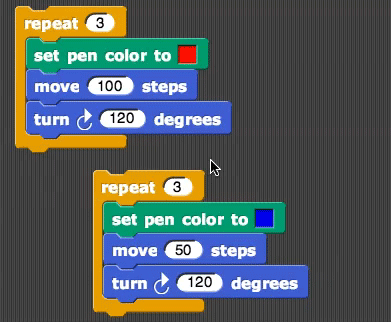 repeat 3
set pen color to
move 100 steps
turn 120 degrees
repeat 3
set pen color to
move 50 steps
turn 120 degrees